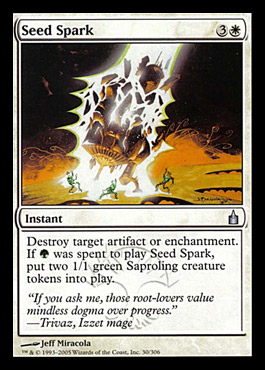 Seed Spark 3
Instant
Destroy target artifact or enchantment.
If was spent to play Seed Spark,
put two 1/1 green Saproling creature
tokens into play.
"If you ask me, those root-lovers value
mindless dogma over progress."
—Trivaz, Izzet mage
Jeff Miracola
™ & © 1993-2005 Wizards of the Coast, Inc. 30/306